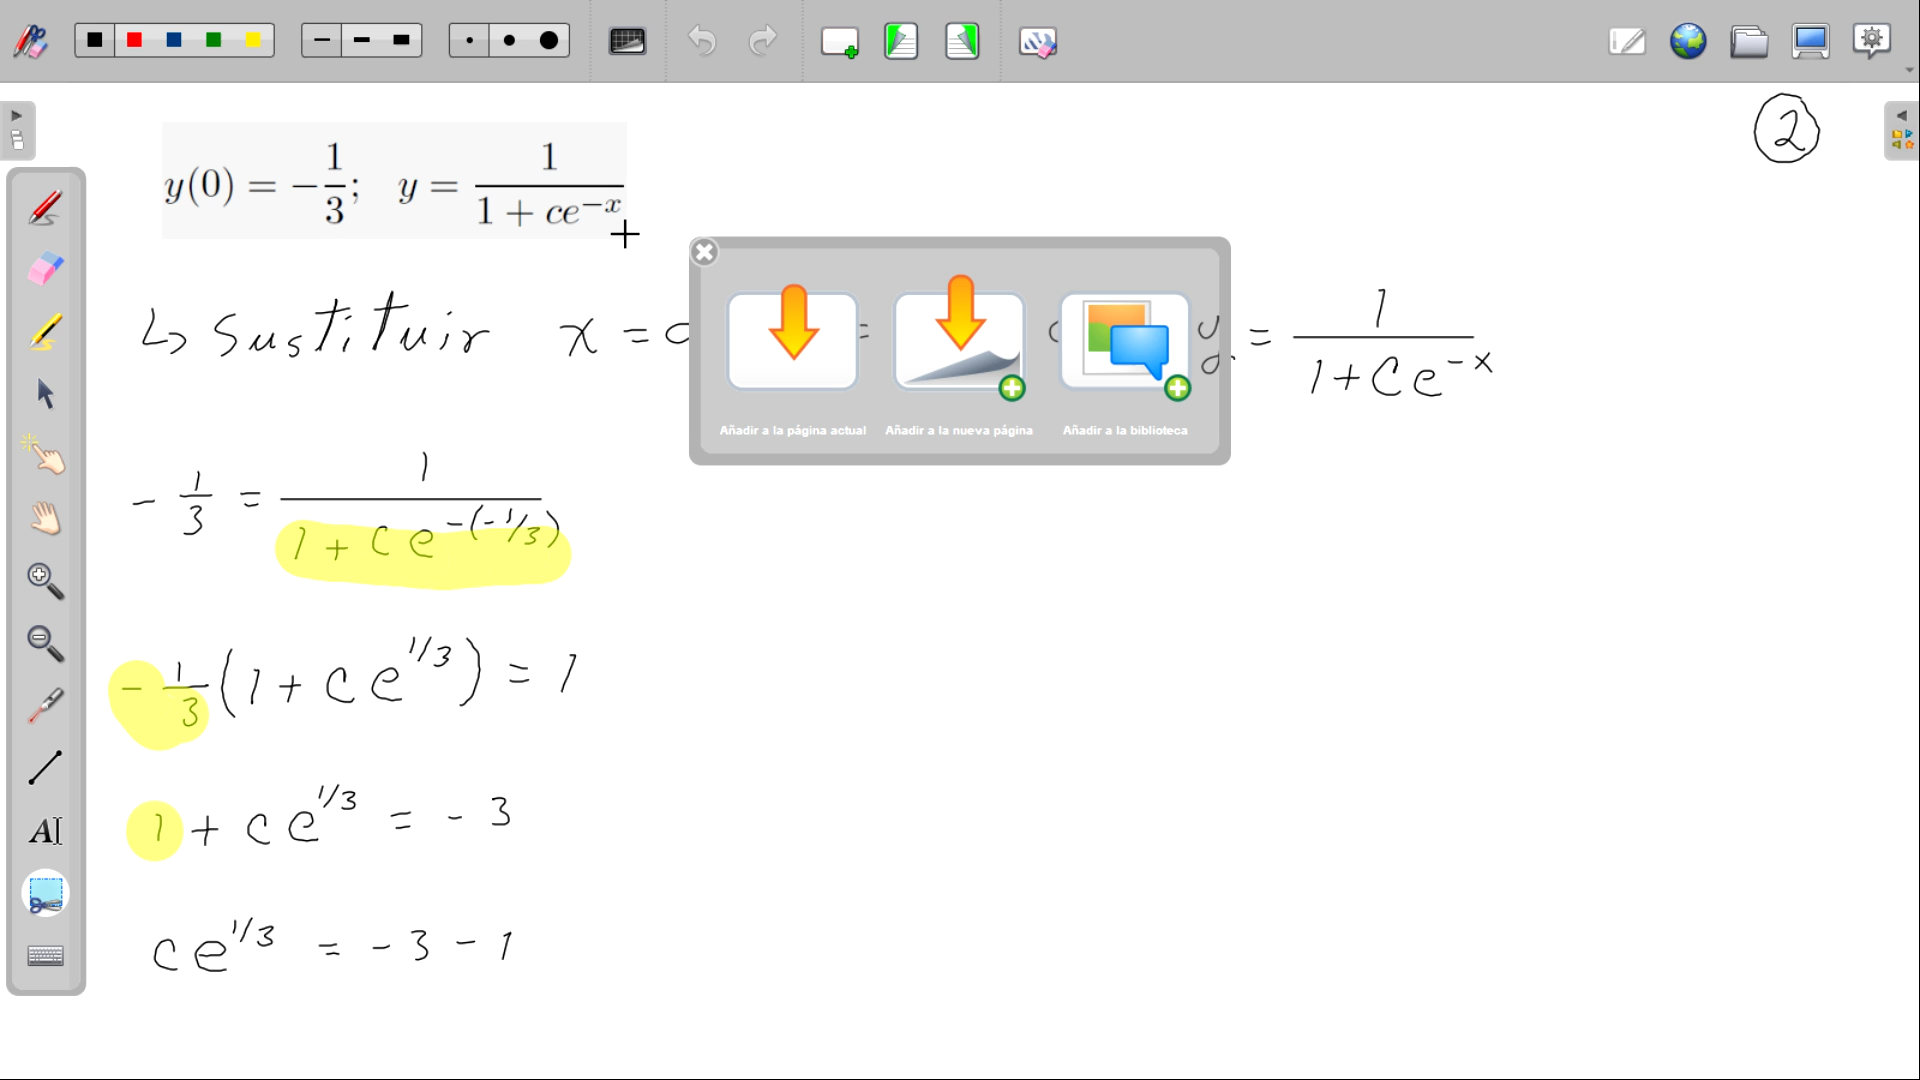 ②
y(0) = -1/3; y = 1/(1 + ce^{-x})
↳ Sustituir x = 0 = y = 1/(1+Ce^{-x})
Añadir a la página actual Añadir a la nueva página Añadir a la biblioteca
- 1/3 = 1/(1 + Ce^{-(-1/3)})
- 1/3 (1 + Ce^{1/3}) = 1
1 + Ce^{1/3} = - 3
Ce^{1/3} = - 3 - 1
AI